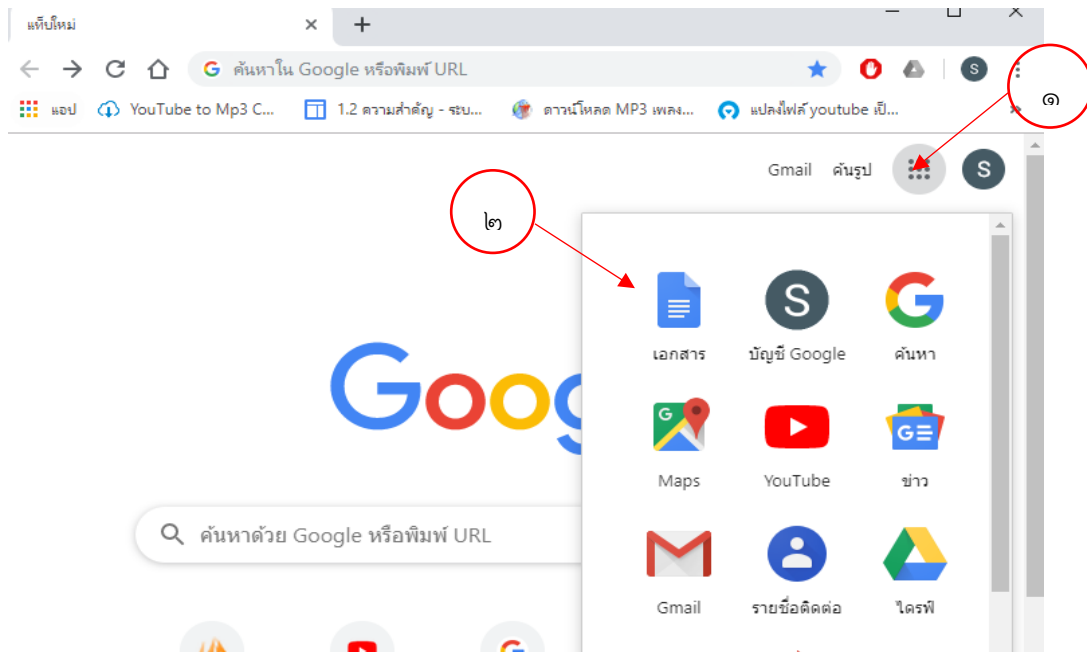 แท็บใหม่
ค้นหาใน Google หรือพิมพ์ URL
S
๑
แอป YouTube to Mp3 C... 1.2 ความสำคัญ - ระบ... ดาวน์โหลด MP3 เพลง... แปลงไฟล์ youtube เป็... »
Gmail ค้นรูป S
๒
เอกสาร บัญชี Google ค้นหา
Goog
Maps YouTube ข่าว
ค้นหาด้วย Google หรือพิมพ์ URL
Gmail รายชื่อติดต่อ ไดรฟ์